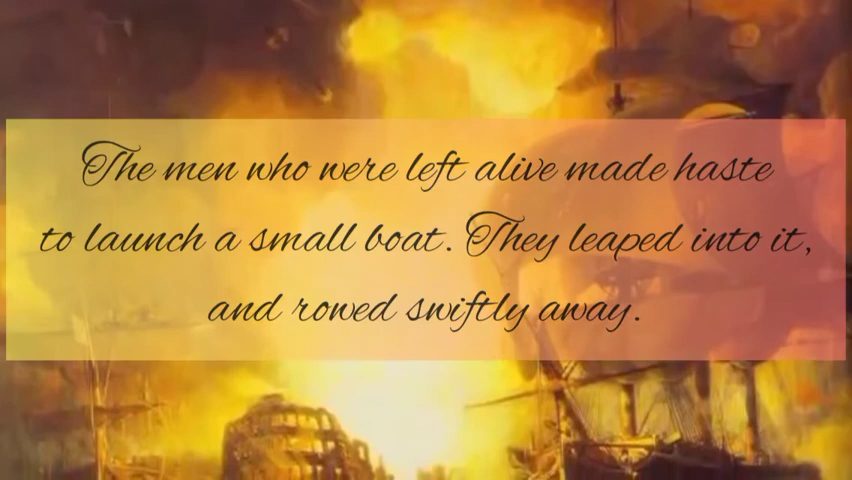 The men who were left alive made haste
to launch a small boat. They leaped into it,
and rowed swiftly away.